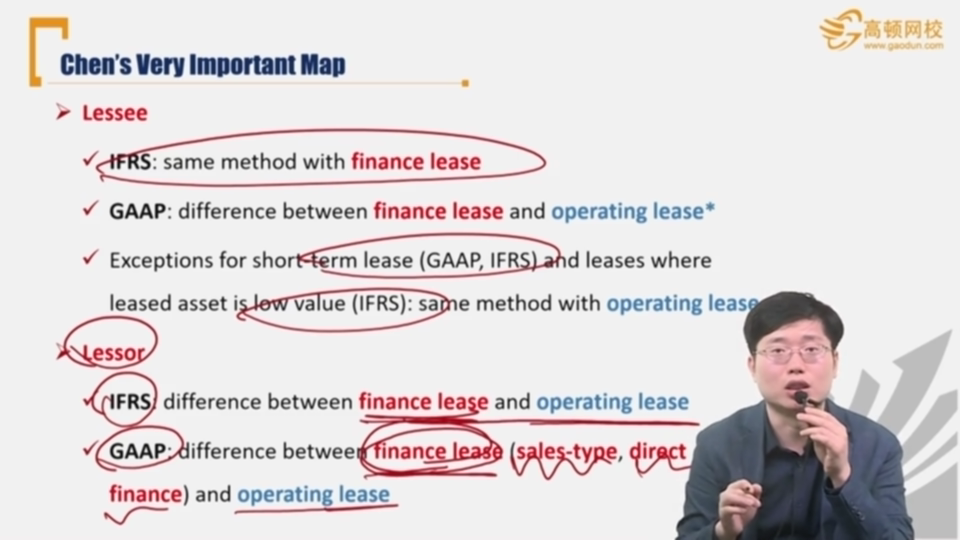 高顿网校
www.gaodun.com
Chen's Very Important Map
Lessee
IFRS: same method with finance lease
GAAP: difference between finance lease and operating lease*
Exceptions for short-term lease (GAAP, IFRS) and leases where
leased asset is low value (IFRS): same method with operating lease
Lessor
IFRS: difference between finance lease and operating lease
GAAP: difference between finance lease (sales-type, direct
finance) and operating lease